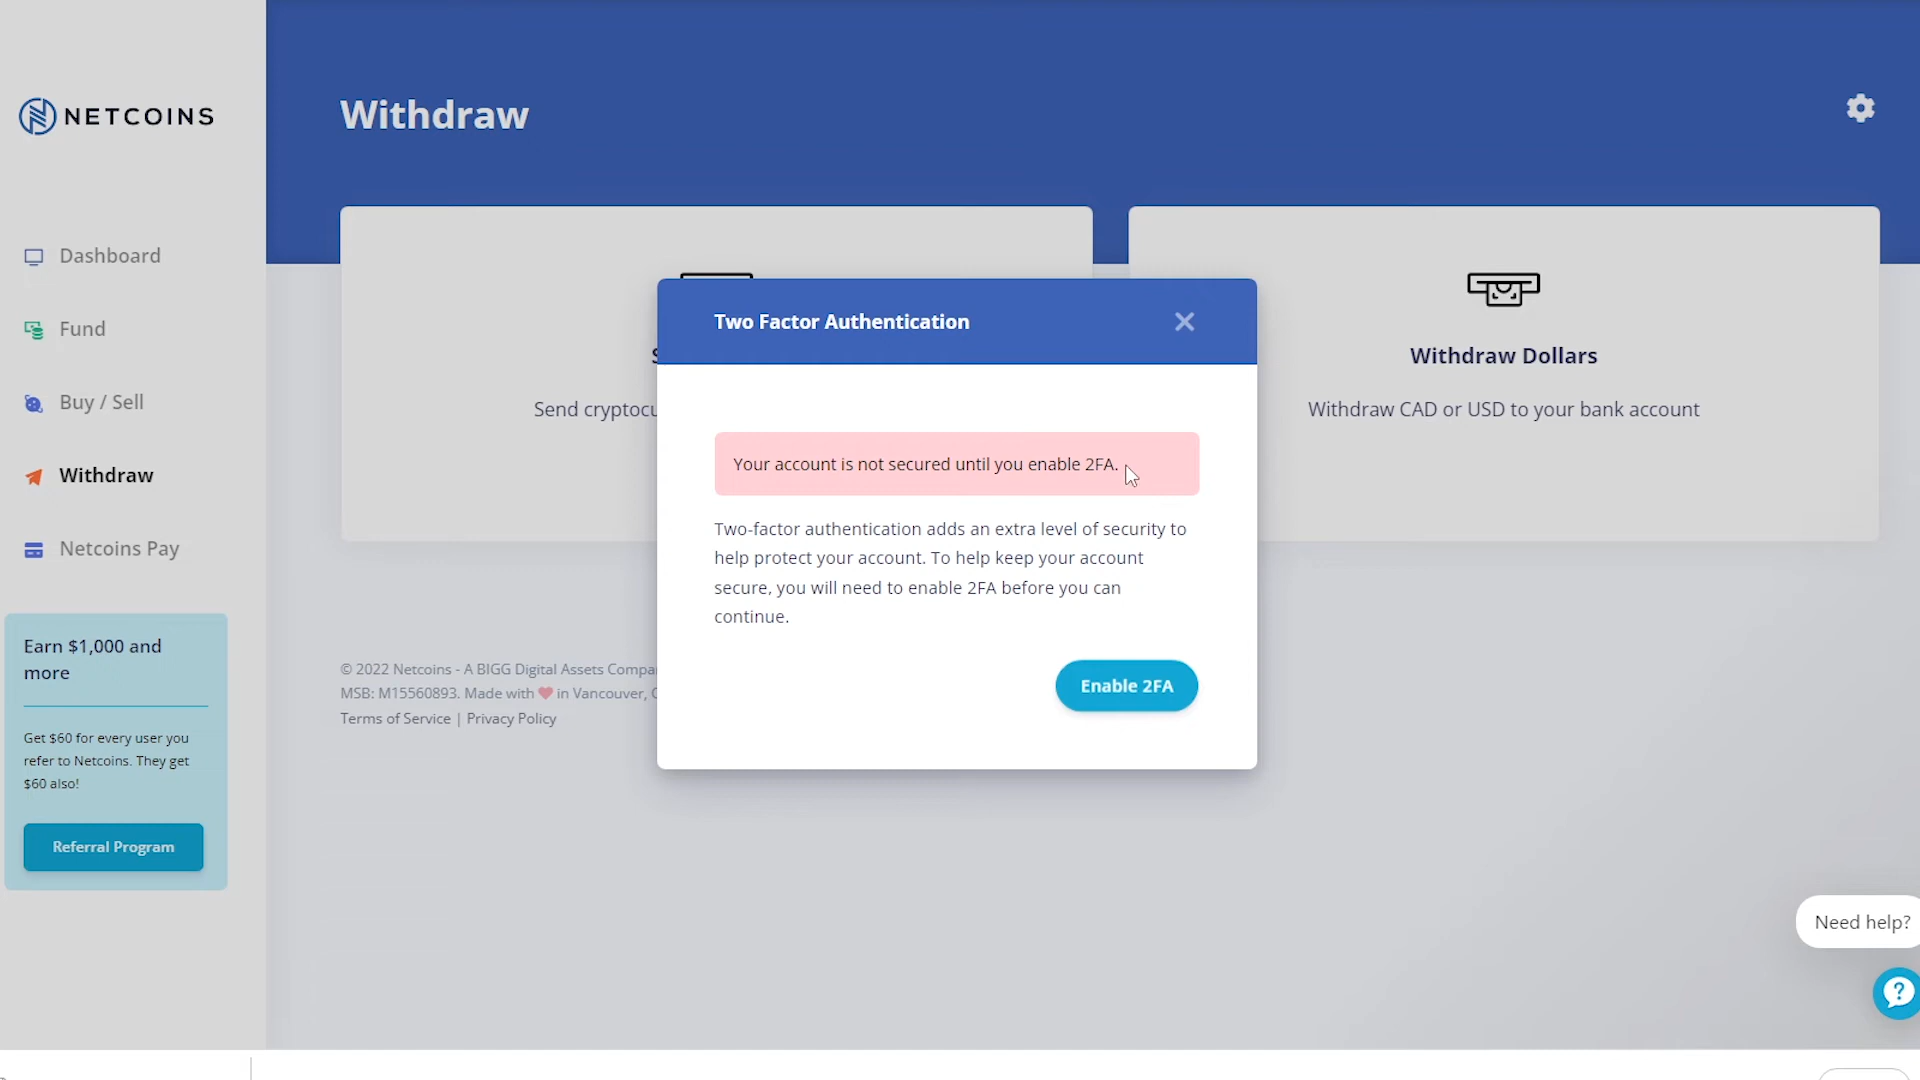 NETCOINS
Withdraw
Dashboard
Fund
Buy / Sell
Withdraw
Netcoins Pay
Earn $1,000 and
more
Get $60 for every user you
refer to Netcoins. They get
$60 also!
Referral Program
S
Send cryptocu
Withdraw Dollars
Withdraw CAD or USD to your bank account
Two Factor Authentication
Your account is not secured until you enable 2FA.
Two-factor authentication adds an extra level of security to
help protect your account. To help keep your account
secure, you will need to enable 2FA before you can
continue.
Enable 2FA
© 2022 Netcoins - A BIGG Digital Assets Compa
MSB: M15560893. Made with ❤ in Vancouver,
Terms of Service | Privacy Policy
Need help?